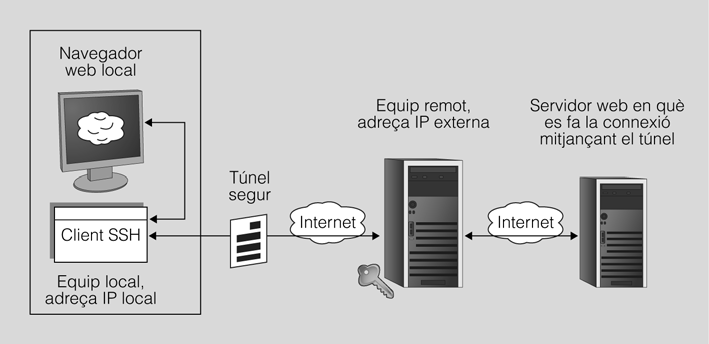 Navegador
web local
Client SSH
Equip local,
adreça IP local
Túnel
segur
Internet
Equip remot,
adreça IP externa
Internet
Servidor web en què
es fa la connexió
mitjançant el túnel